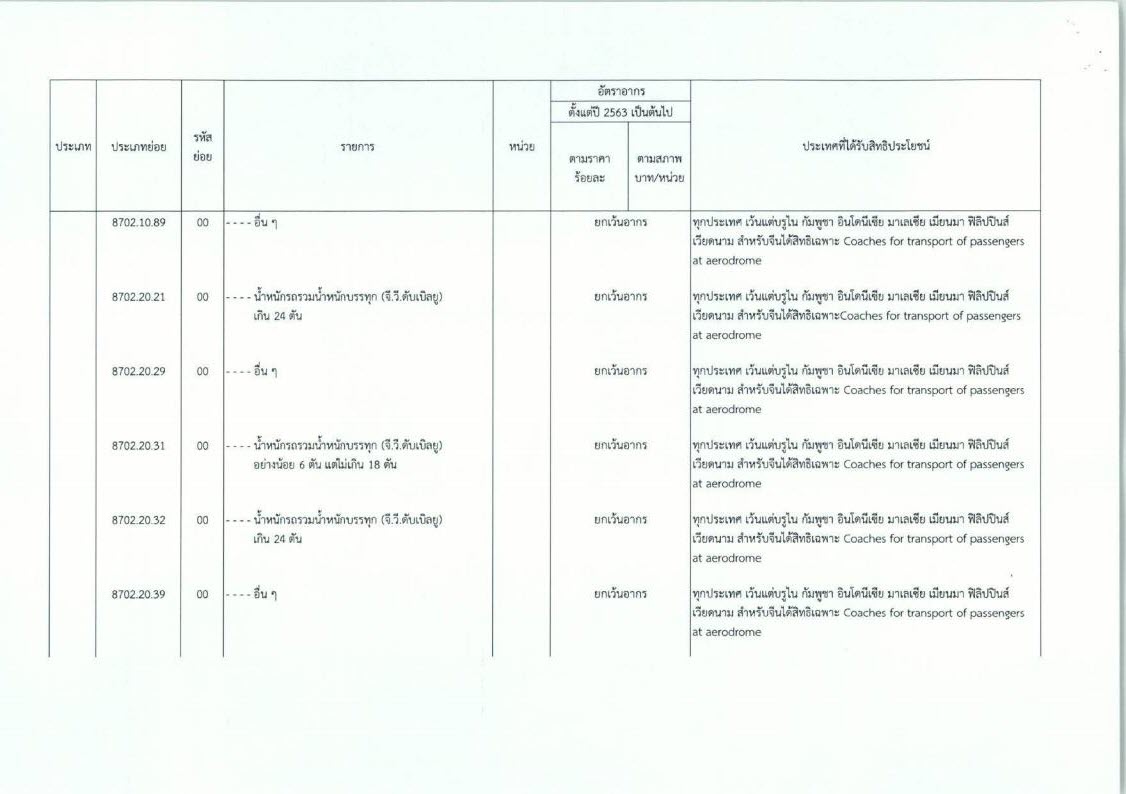 อัตราอากร
ตั้งแต่ปี 2563 เป็นต้นไป
ประเภท ประเภทย่อย รหัส รายการ หน่วย ประเทศที่ได้รับสิทธิประโยชน์
ย่อย
ตามราคา ตามสภาพ
ร้อยละ บาท/หน่วย
8702.10.89 00 - - - - อื่น ๆ ยกเว้นอากร ทุกประเทศ เว้นแต่บรูไน กัมพูชา อินโดนีเซีย มาเลเซีย เมียนมา ฟิลิปปินส์
เวียดนาม สำหรับจีนได้สิทธิเฉพาะ Coaches for transport of passengers
at aerodrome
8702.20.21 00 - - - - น้ำหนักรถรวมน้ำหนักบรรทุก (จี.วี.ดับเบิลยู) ยกเว้นอากร ทุกประเทศ เว้นแต่บรูไน กัมพูชา อินโดนีเซีย มาเลเซีย เมียนมา ฟิลิปปินส์
เกิน 24 ตัน เวียดนาม สำหรับจีนได้สิทธิเฉพาะCoaches for transport of passengers
at aerodrome
8702.20.29 00 - - - - อื่น ๆ ยกเว้นอากร ทุกประเทศ เว้นแต่บรูไน กัมพูชา อินโดนีเซีย มาเลเซีย เมียนมา ฟิลิปปินส์
เวียดนาม สำหรับจีนได้สิทธิเฉพาะ Coaches for transport of passengers
at aerodrome
8702.20.31 00 - - - - น้ำหนักรถรวมน้ำหนักบรรทุก (จี.วี.ดับเบิลยู) ยกเว้นอากร ทุกประเทศ เว้นแต่บรูไน กัมพูชา อินโดนีเซีย มาเลเซีย เมียนมา ฟิลิปปินส์
อย่างน้อย 6 ตัน แต่ไม่เกิน 18 ตัน เวียดนาม สำหรับจีนได้สิทธิเฉพาะ Coaches for transport of passengers
at aerodrome
8702.20.32 00 - - - - น้ำหนักรถรวมน้ำหนักบรรทุก (จี.วี.ดับเบิลยู) ยกเว้นอากร ทุกประเทศ เว้นแต่บรูไน กัมพูชา อินโดนีเซีย มาเลเซีย เมียนมา ฟิลิปปินส์
เกิน 24 ตัน เวียดนาม สำหรับจีนได้สิทธิเฉพาะ Coaches for transport of passengers
at aerodrome
8702.20.39 00 - - - - อื่น ๆ ยกเว้นอากร ทุกประเทศ เว้นแต่บรูไน กัมพูชา อินโดนีเซีย มาเลเซีย เมียนมา ฟิลิปปินส์
เวียดนาม สำหรับจีนได้สิทธิเฉพาะ Coaches for transport of passengers
at aerodrome